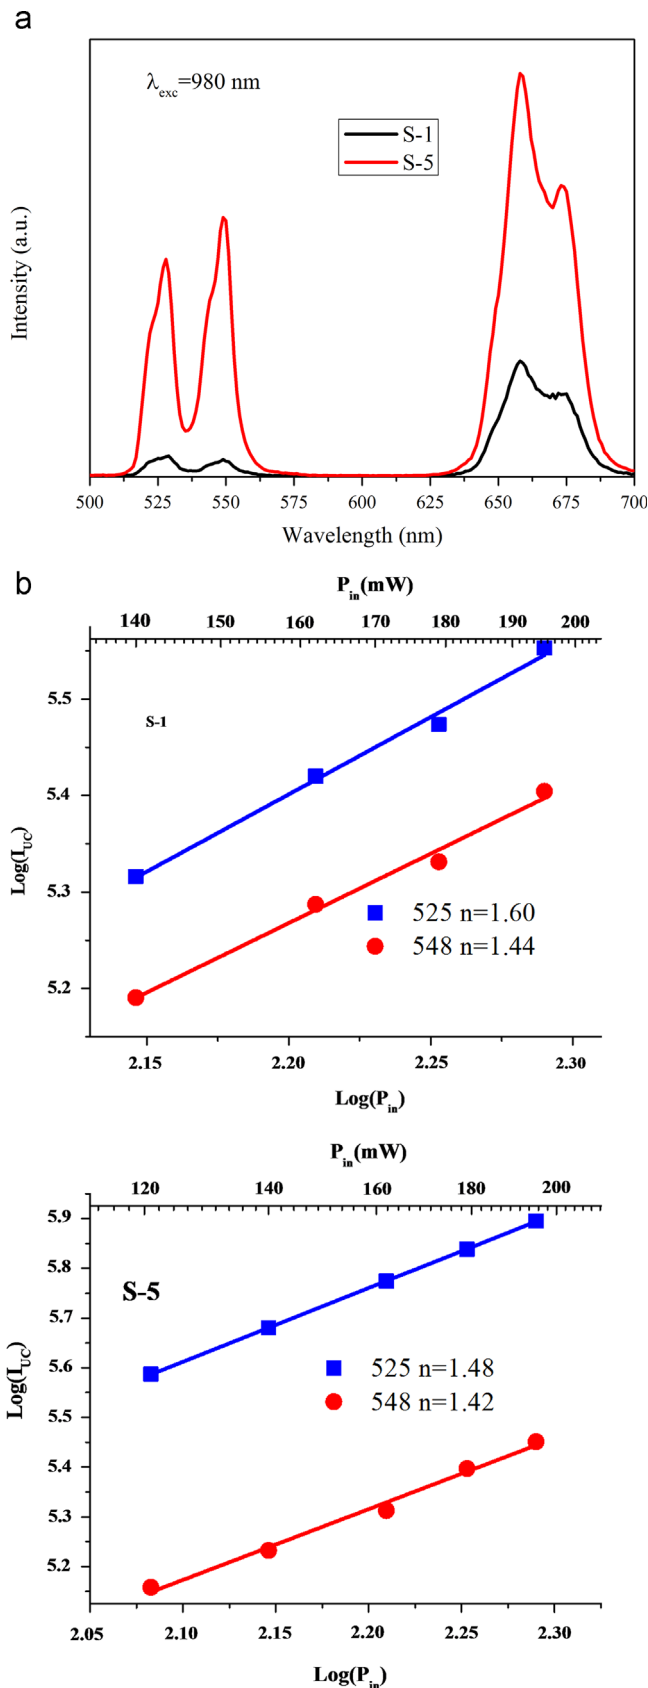 a
λexc=980 nm
S-1
S-5
Intensity (a.u.)
500 525 550 575 600 625 650 675 700
Wavelength (nm)
b
Pin(mW)
140 150 160 170 180 190 200
5.5
S-1
5.4
Log(IUC)
5.3
525 n=1.60
548 n=1.44
5.2
2.15 2.20 2.25 2.30
Log(Pin)
Pin(mW)
120 140 160 180 200
5.9
5.8
S-5
5.7
Log(IUC)
5.6
525 n=1.48
548 n=1.42
5.5
5.4
5.3
5.2
2.05 2.10 2.15 2.20 2.25 2.30
Log(Pin)